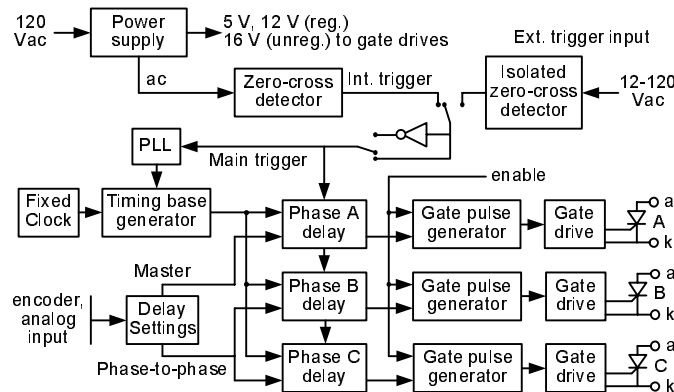 120
Vac
Power
supply
5 V, 12 V (reg.)
16 V (unreg.) to gate drives
Ext. trigger input
ac
Zero-cross
detector
Int. trigger
Isolated
zero-cross
detector
12-120
Vac
PLL
Main trigger
enable
Fixed
Clock
Timing base
generator
Phase A
delay
Gate pulse
generator
Gate
drive
a
A
k
Master
encoder,
analog
input
Delay
Settings
Phase B
delay
Gate pulse
generator
Gate
drive
a
B
k
Phase-to-phase
Phase C
delay
Gate pulse
generator
Gate
drive
a
C
k